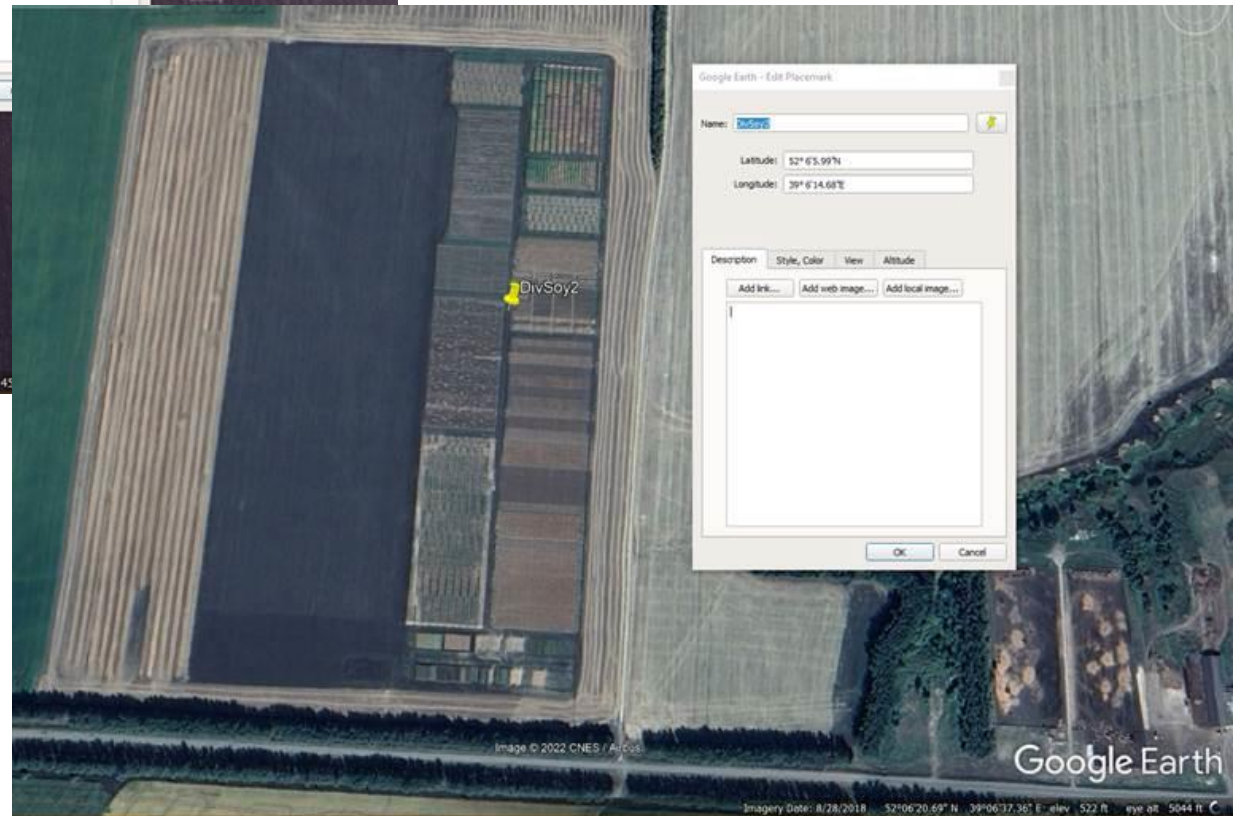 Google Earth - Edit Placemark
Name: DivSoy2
Latitude: 52° 6'5.99"N
Longitude: 39° 6'14.68"E
Description Style, Color View Altitude
Add link... Add web image... Add local image...
OK Cancel
DivSoy2
45
Image © 2022 CNES / Airbus
Google Earth
Imagery Date: 8/28/2018 52°06'20.69" N 39°06'37.36" E elev 522 ft eye alt 5044 ft